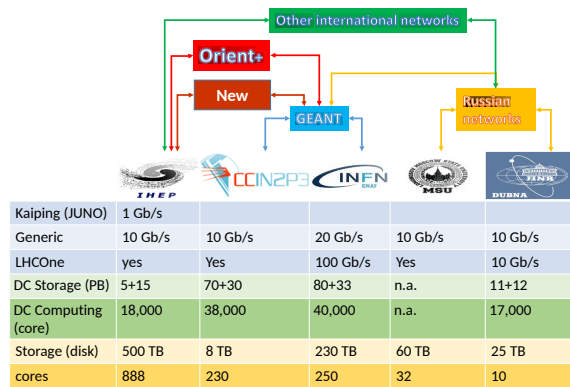 Other international networks
Orient+
New
GEANT
Russian
networks
IHEP
CCIN2P3
INFN
CNAF
MOSCOW STATE
MSU
JINR
DUBNA
Kaiping (JUNO) 1 Gb/s
Generic 10 Gb/s 10 Gb/s 20 Gb/s 10 Gb/s 10 Gb/s
LHCOne yes Yes 100 Gb/s Yes 10 Gb/s
DC Storage (PB) 5+15 70+30 80+33 n.a. 11+12
DC Computing
(core) 18,000 38,000 40,000 n.a. 17,000
Storage (disk) 500 TB 8 TB 230 TB 60 TB 25 TB
cores 888 230 250 32 10